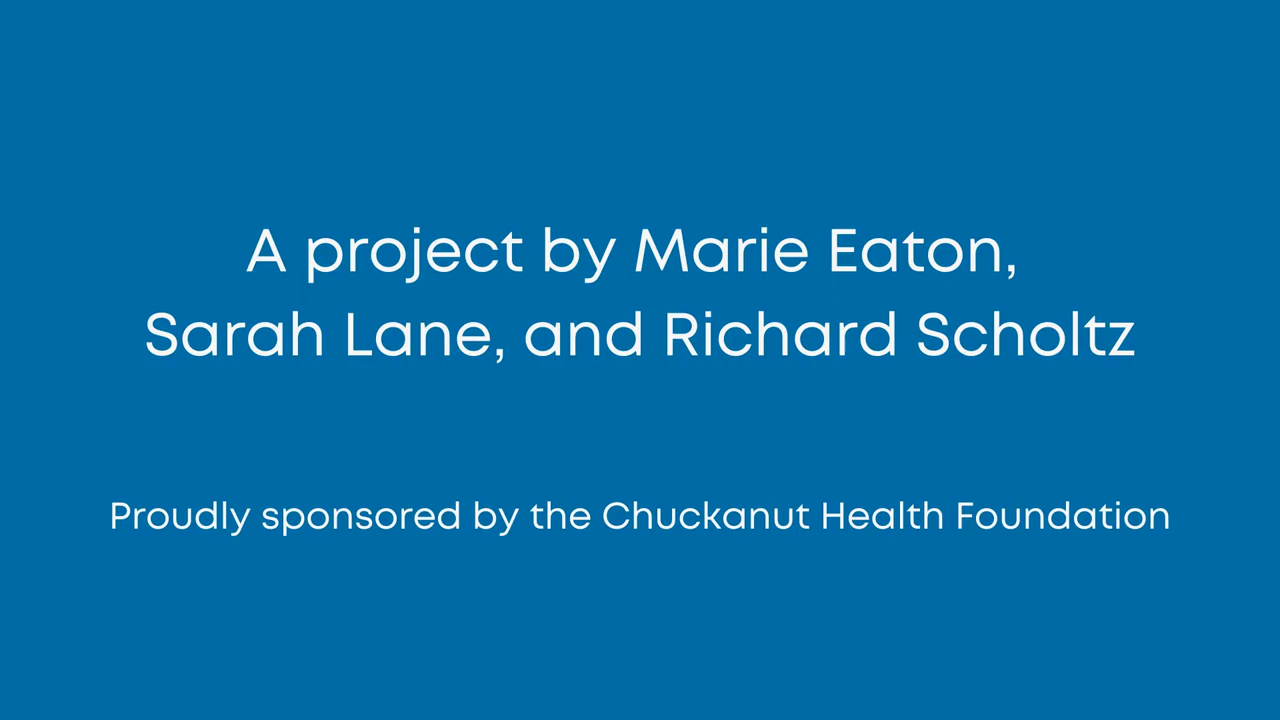 A project by Marie Eaton,
Sarah Lane, and Richard Scholtz
Proudly sponsored by the Chuckanut Health Foundation